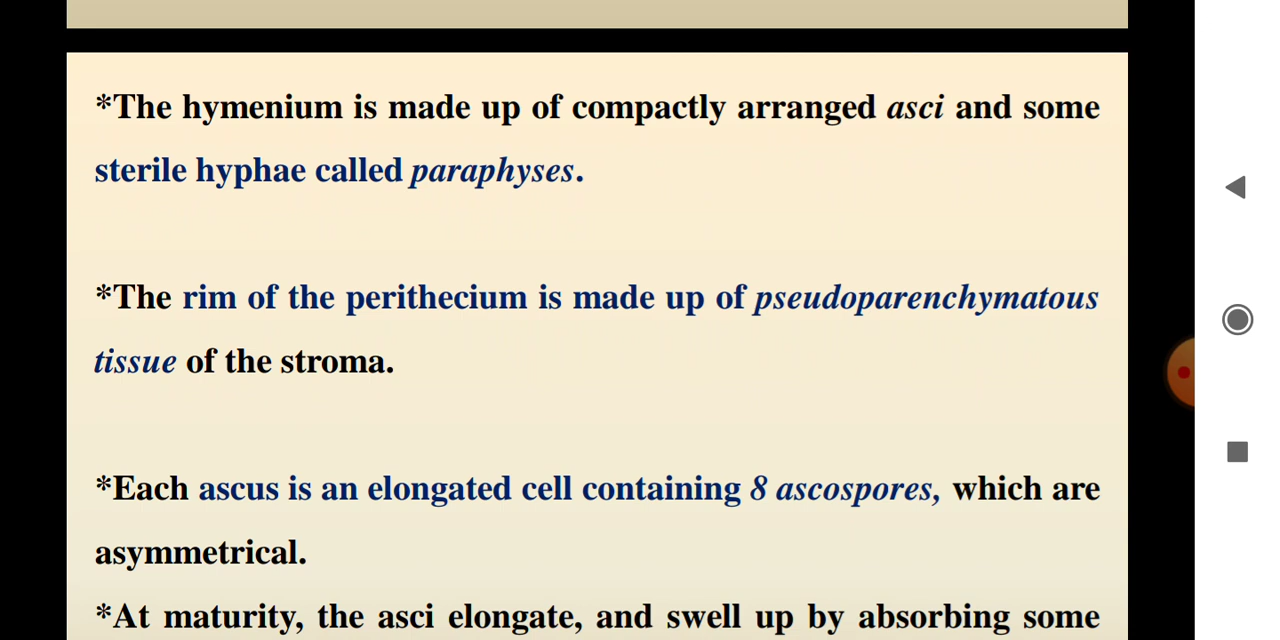 *The hymenium is made up of compactly arranged asci and some
sterile hyphae called paraphyses.
*The rim of the perithecium is made up of pseudoparenchymatous
tissue of the stroma.
*Each ascus is an elongated cell containing 8 ascospores, which are
asymmetrical.
*At maturity, the asci elongate, and swell up by absorbing some